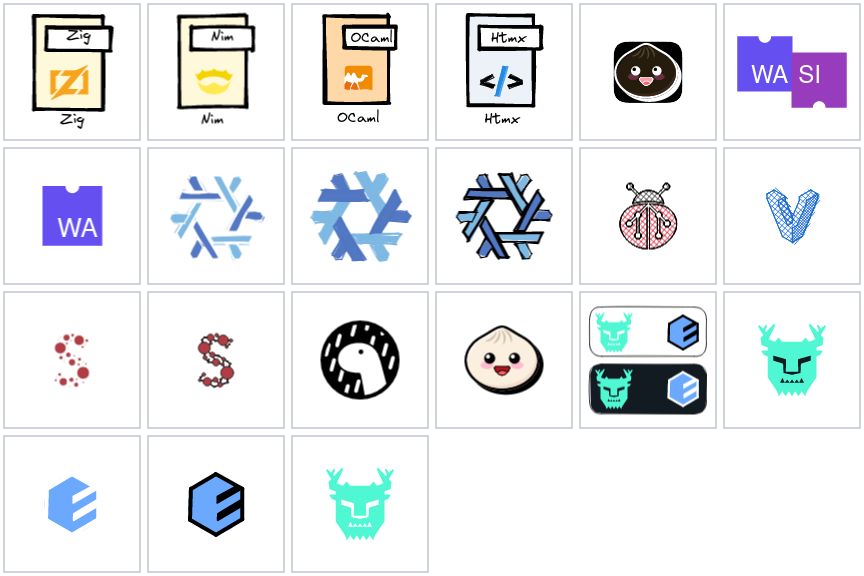 Zig
Zig
Nim
Nim
OCaml
OCaml
Htmx
Htmx
WA SI
WA